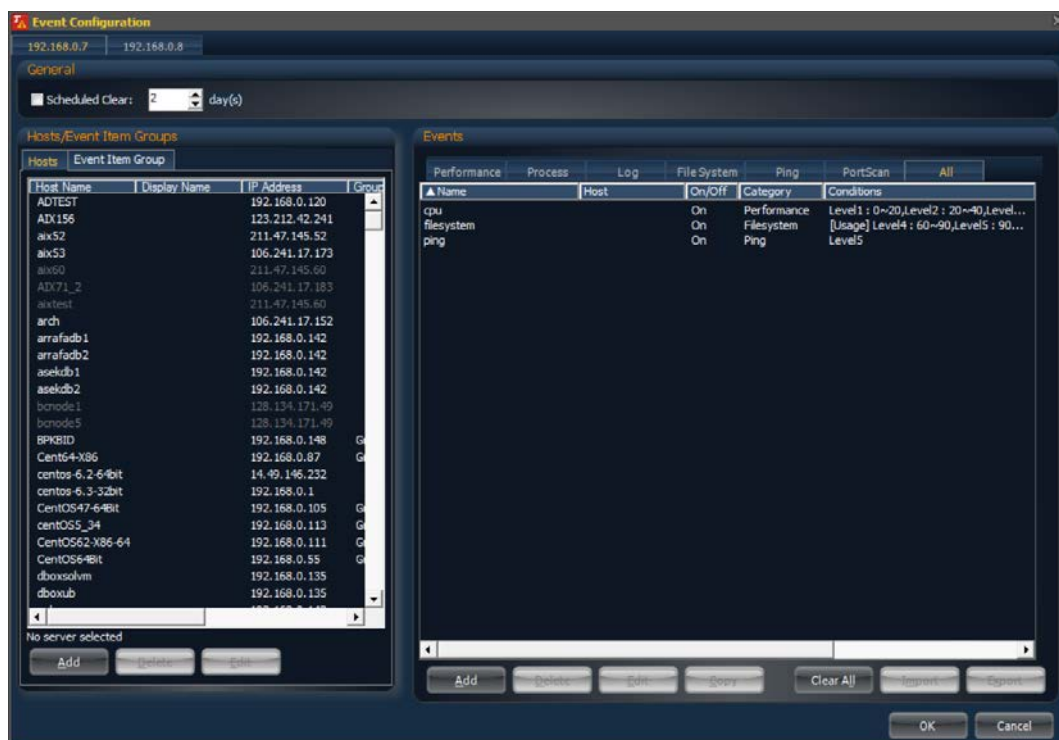 Event Configuration
192.168.0.7 192.168.0.8
General
Scheduled Clear: 2 day(s)
Hosts/Event Item Groups
Hosts Event Item Group
Host Name Display Name IP Address Group
ADTEST 192.168.0.120
AIX156 123.212.42.241
aix52 211.47.145.52
aix53 106.241.17.173
aix60 211.47.145.60
AIX71_2 106.241.17.183
aixtest 211.47.145.60
arch 106.241.17.152
arrafadb1 192.168.0.142
arrafadb2 192.168.0.142
asekdb1 192.168.0.142
asekdb2 192.168.0.142
bcnode1 128.134.171.49
bcnode5 128.134.171.49
BPKBID 192.168.0.148 G
Cent64-X86 192.168.0.87 G
centos-6.2-64bit 14.49.146.232
centos-6.3-32bit 192.168.0.1
CentOS47-64Bit 192.168.0.105 G
centOS5_34 192.168.0.113 G
CentOS62-X86-64 192.168.0.111 G
CentOS64Bit 192.168.0.55 G
dboxsolvm 192.168.0.135
dboxub 192.168.0.135
No server selected
Add Delete Edit
Events
Performance Process Log FileSystem Ping PortScan All
Name Host On/Off Category Conditions
cpu On Performance Level1 : 0~20,Level2 : 20~40,Level...
filesystem On Filesystem [Usage] Level4 : 60~90,Level5 : 90...
ping On Ping Level5
Add Delete Edit Copy Clear All Import Export
OK Cancel